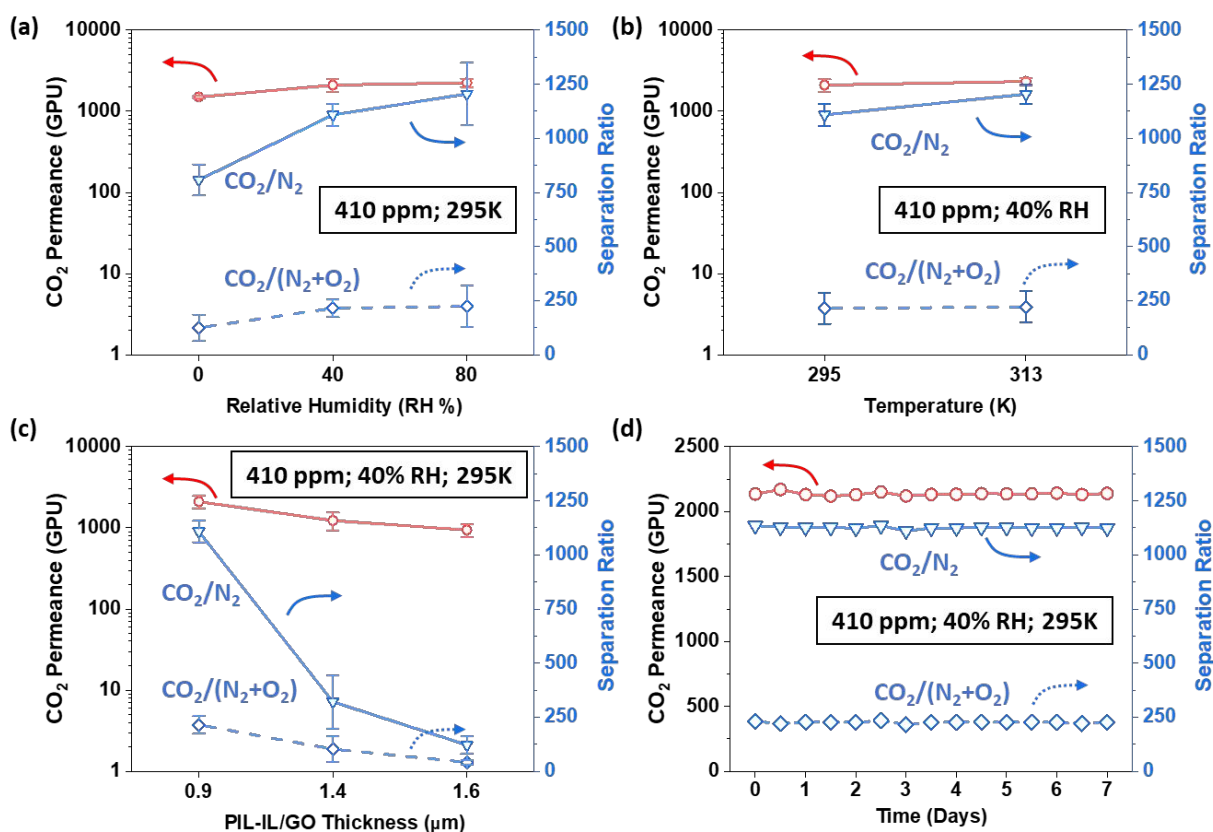 (a)
10000
1000
100
10
1
CO₂ Permeance (GPU)
1500
1250
1000
750
500
250
0
Separation Ratio
CO₂/N₂
410 ppm; 295K
CO₂/(N₂+O₂)
0
40
80
Relative Humidity (RH %)
(b)
10000
1000
100
10
1
CO₂ Permeance (GPU)
1500
1250
1000
750
500
250
0
Separation Ratio
CO₂/N₂
410 ppm; 40% RH
CO₂/(N₂+O₂)
295
313
Temperature (K)
(c)
10000
1000
100
10
1
CO₂ Permeance (GPU)
1500
1250
1000
750
500
250
0
Separation Ratio
410 ppm; 40% RH; 295K
CO₂/N₂
CO₂/(N₂+O₂)
0.9
1.4
1.6
PIL-IL/GO Thickness (µm)
(d)
2500
2000
1500
1000
500
0
CO₂ Permeance (GPU)
1500
1250
1000
750
500
250
0
Separation Ratio
CO₂/N₂
410 ppm; 40% RH; 295K
CO₂/(N₂+O₂)
0 1 2 3 4 5 6 7
Time (Days)